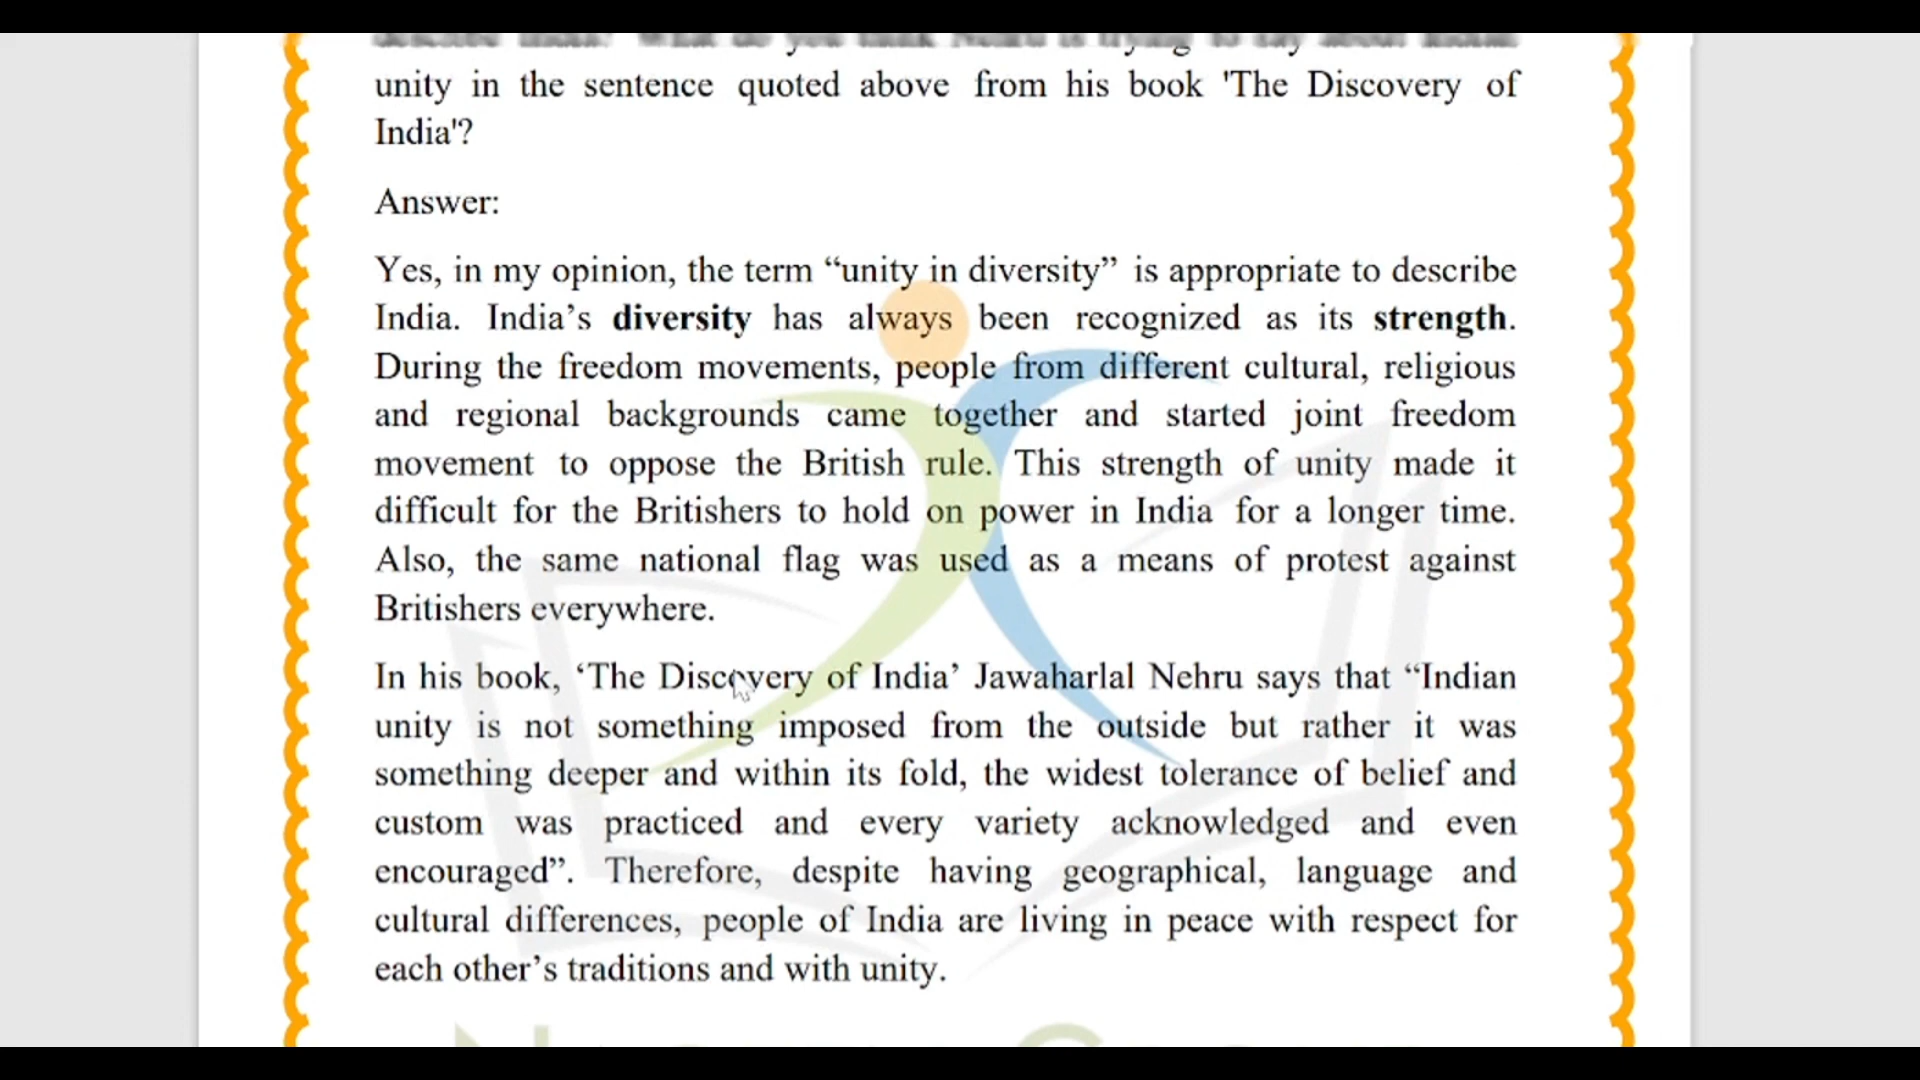 unity in the sentence quoted above from his book 'The Discovery of
India'?
Answer:
Yes, in my opinion, the term “unity in diversity” is appropriate to describe
India. India’s diversity has always been recognized as its strength.
During the freedom movements, people from different cultural, religious
and regional backgrounds came together and started joint freedom
movement to oppose the British rule. This strength of unity made it
difficult for the Britishers to hold on power in India for a longer time.
Also, the same national flag was used as a means of protest against
Britishers everywhere.
In his book, ‘The Discovery of India’ Jawaharlal Nehru says that “Indian
unity is not something imposed from the outside but rather it was
something deeper and within its fold, the widest tolerance of belief and
custom was practiced and every variety acknowledged and even
encouraged”. Therefore, despite having geographical, language and
cultural differences, people of India are living in peace with respect for
each other’s traditions and with unity.